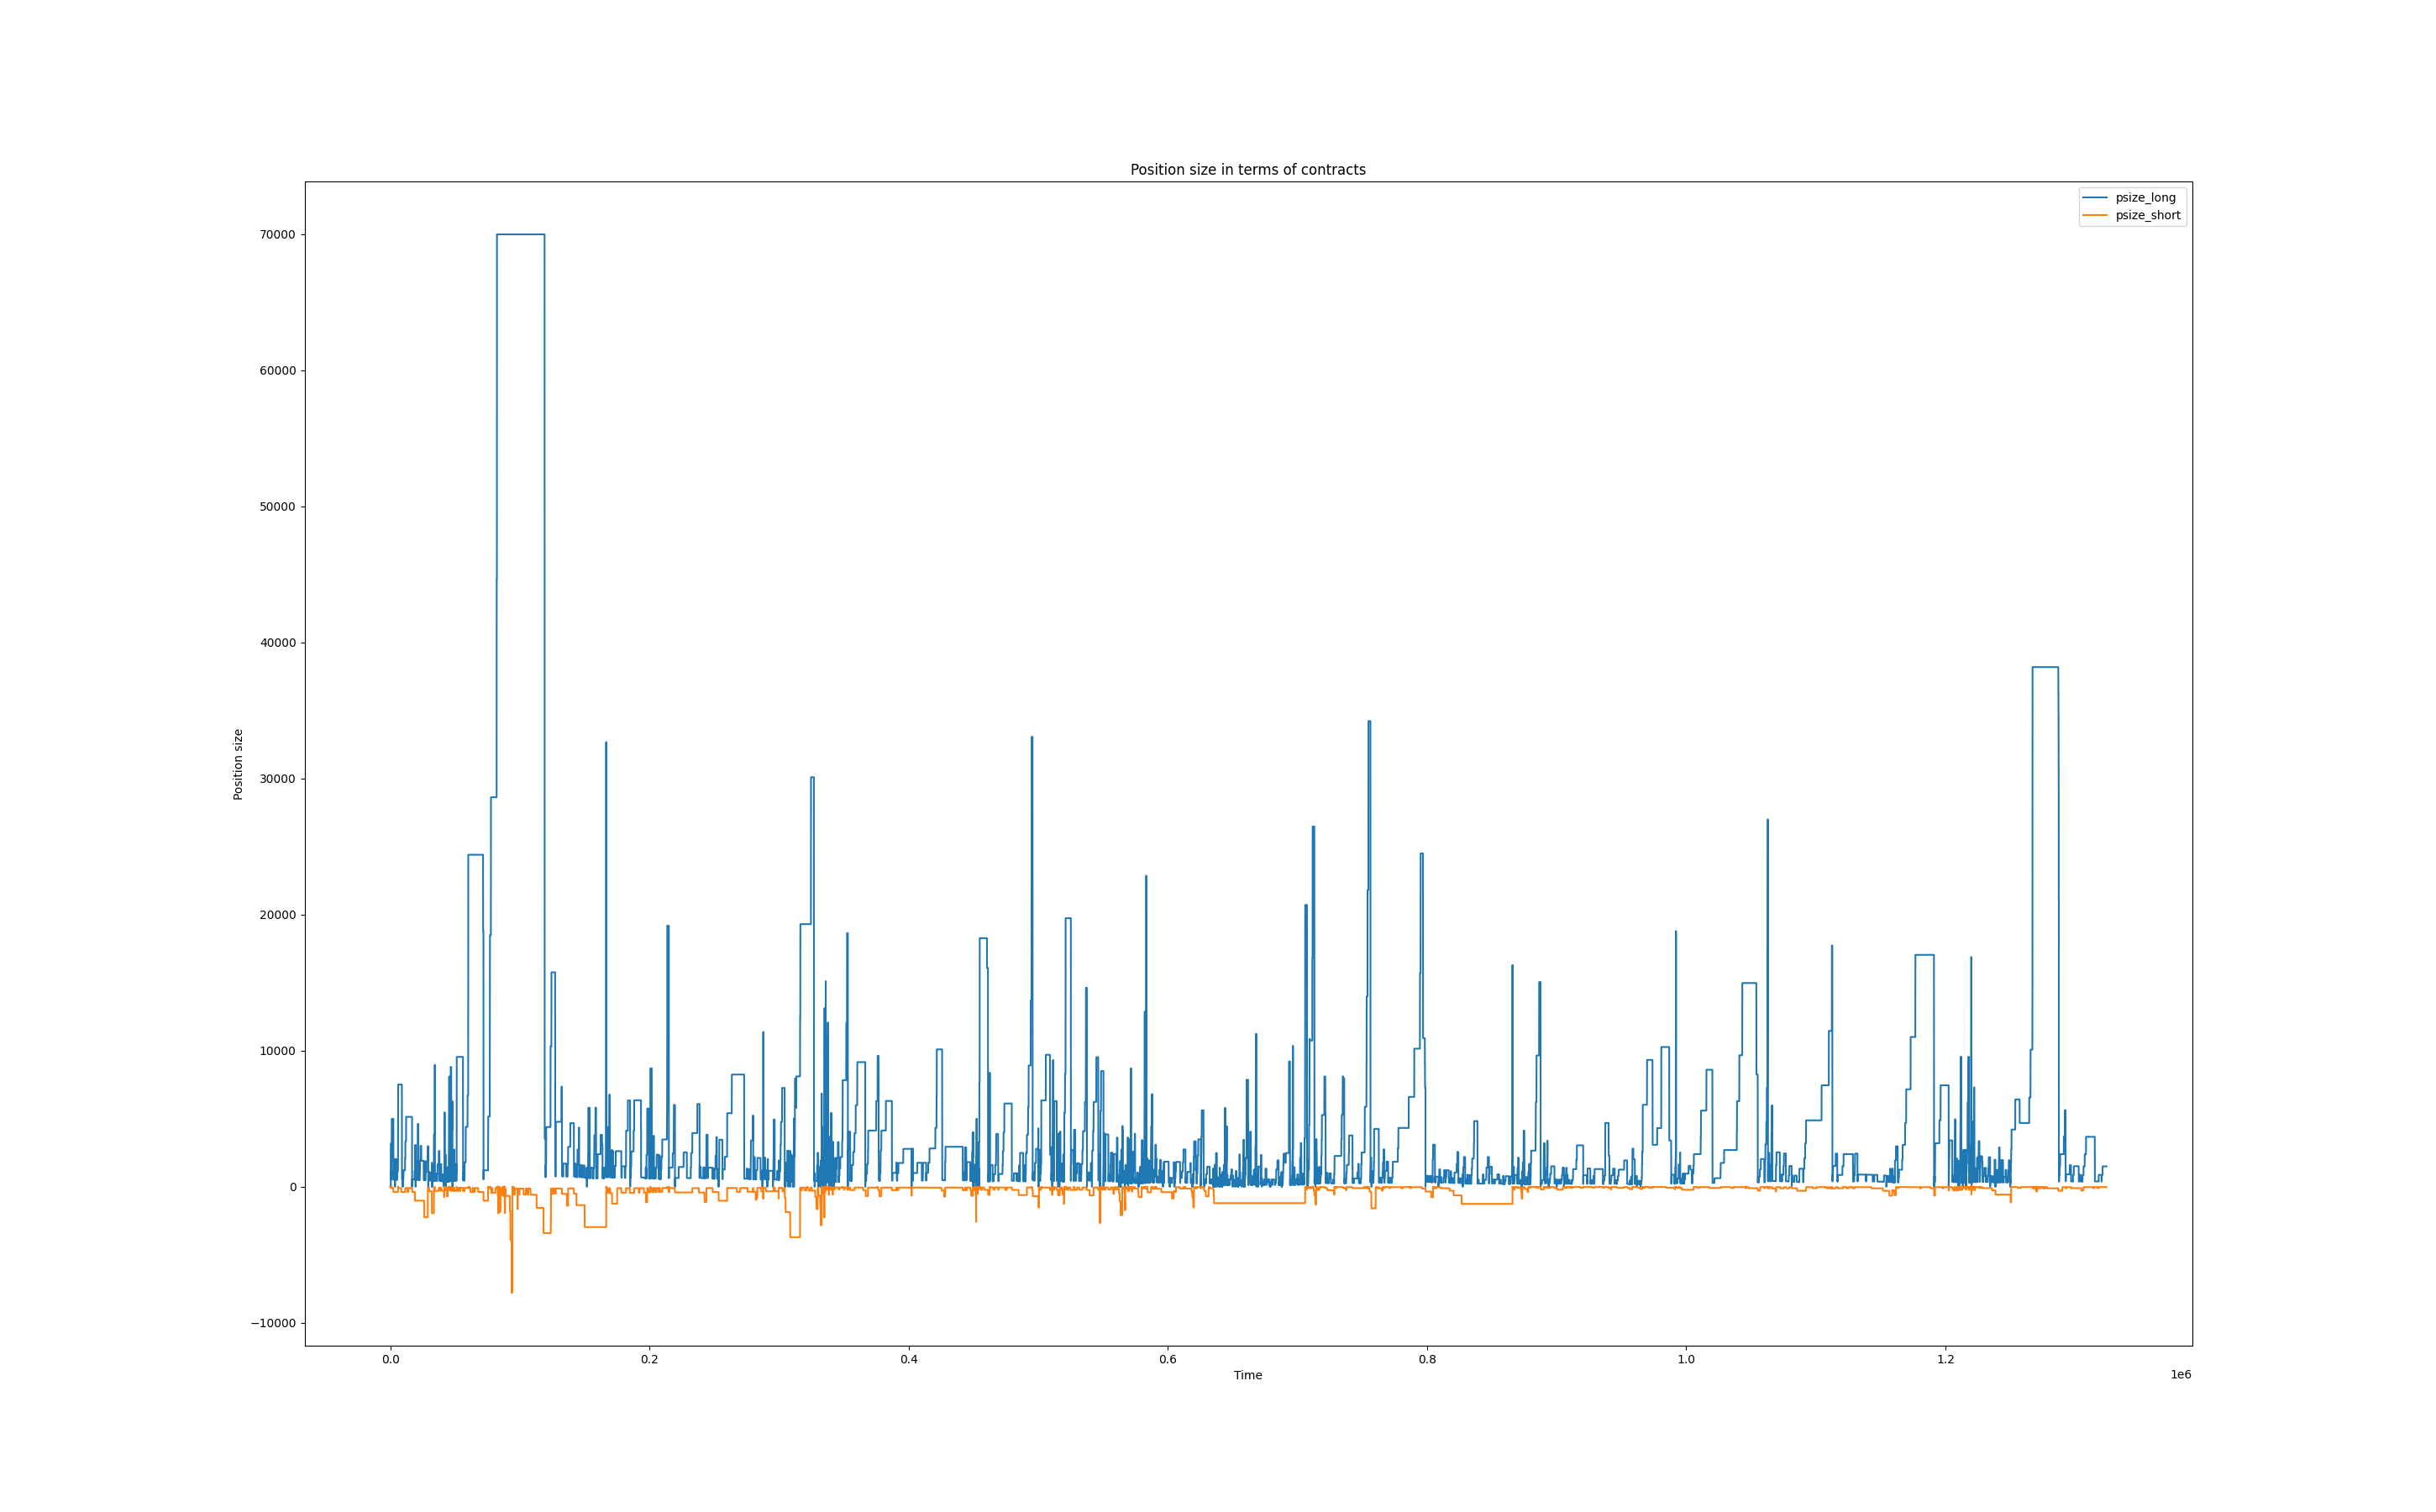 Position size in terms of contracts
psize_long
psize_short
70000
60000
50000
40000
30000
20000
10000
0
−10000
Position size
0.0
0.2
0.4
0.6
0.8
1.0
1.2
Time
1e6